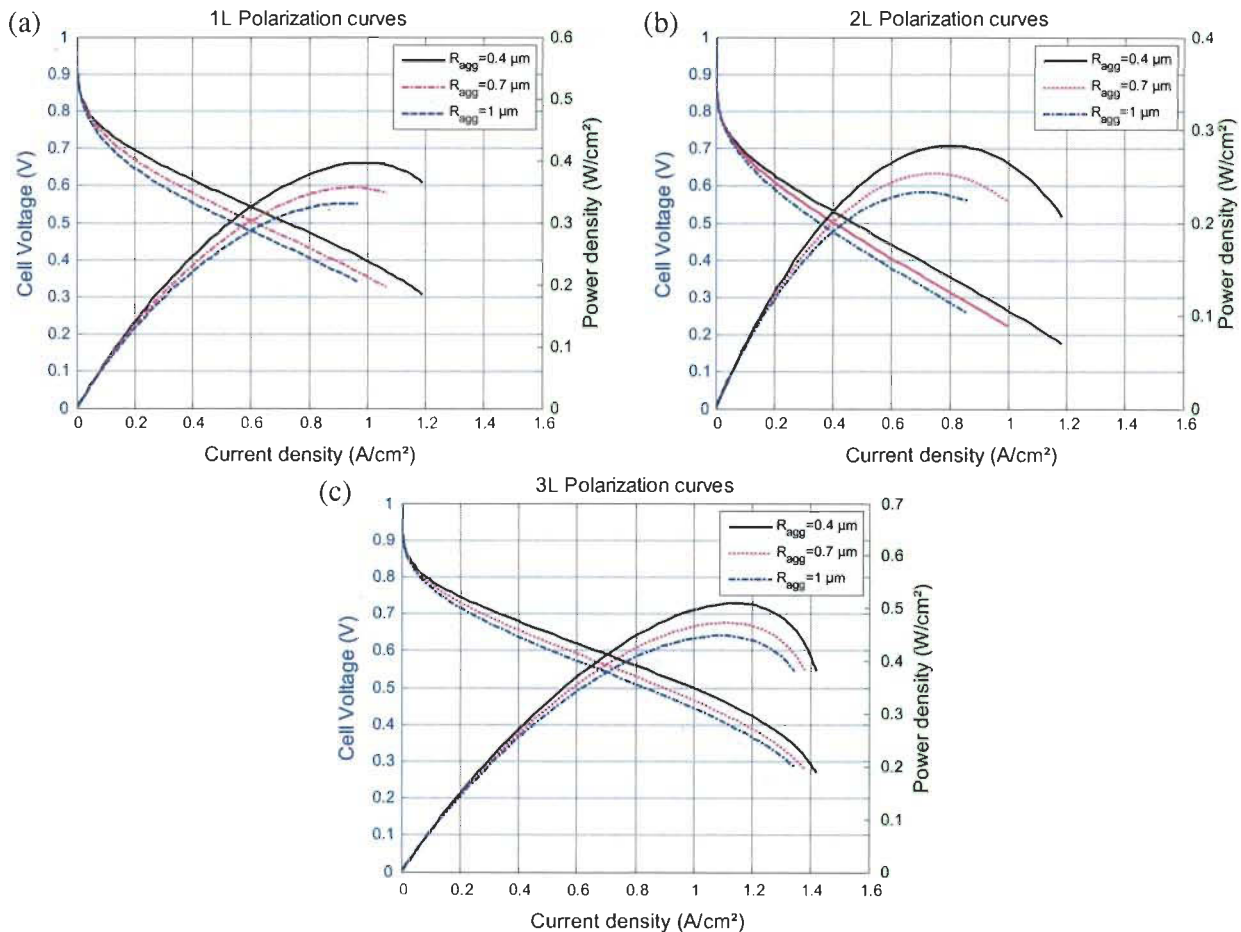 (a)
1L Polarization curves
1
0.9
0.8
0.7
0.6
0.5
0.4
0.3
0.2
0.1
0
Cell Voltage (V)
0.6
0.5
0.4
0.3
0.2
0.1
0
Power density (W/cm²)
Ragg=0.4 µm
Ragg=0.7 µm
Ragg=1 µm
0 0.2 0.4 0.6 0.8 1 1.2 1.4 1.6
Current density (A/cm²)
(b)
2L Polarization curves
1
0.9
0.8
0.7
0.6
0.5
0.4
0.3
0.2
0.1
0
Cell Voltage (V)
0.4
0.3
0.2
0.1
0
Power density (W/cm²)
Ragg=0.4 µm
Ragg=0.7 µm
Ragg=1 µm
0 0.2 0.4 0.6 0.8 1 1.2 1.4 1.6
Current density (A/cm²)
(c)
3L Polarization curves
1
0.9
0.8
0.7
0.6
0.5
0.4
0.3
0.2
0.1
0
Cell Voltage (V)
0.7
0.6
0.5
0.4
0.3
0.2
0.1
0
Power density (W/cm²)
Ragg=0.4 µm
Ragg=0.7 µm
Ragg=1 µm
0 0.2 0.4 0.6 0.8 1 1.2 1.4 1.6
Current density (A/cm²)